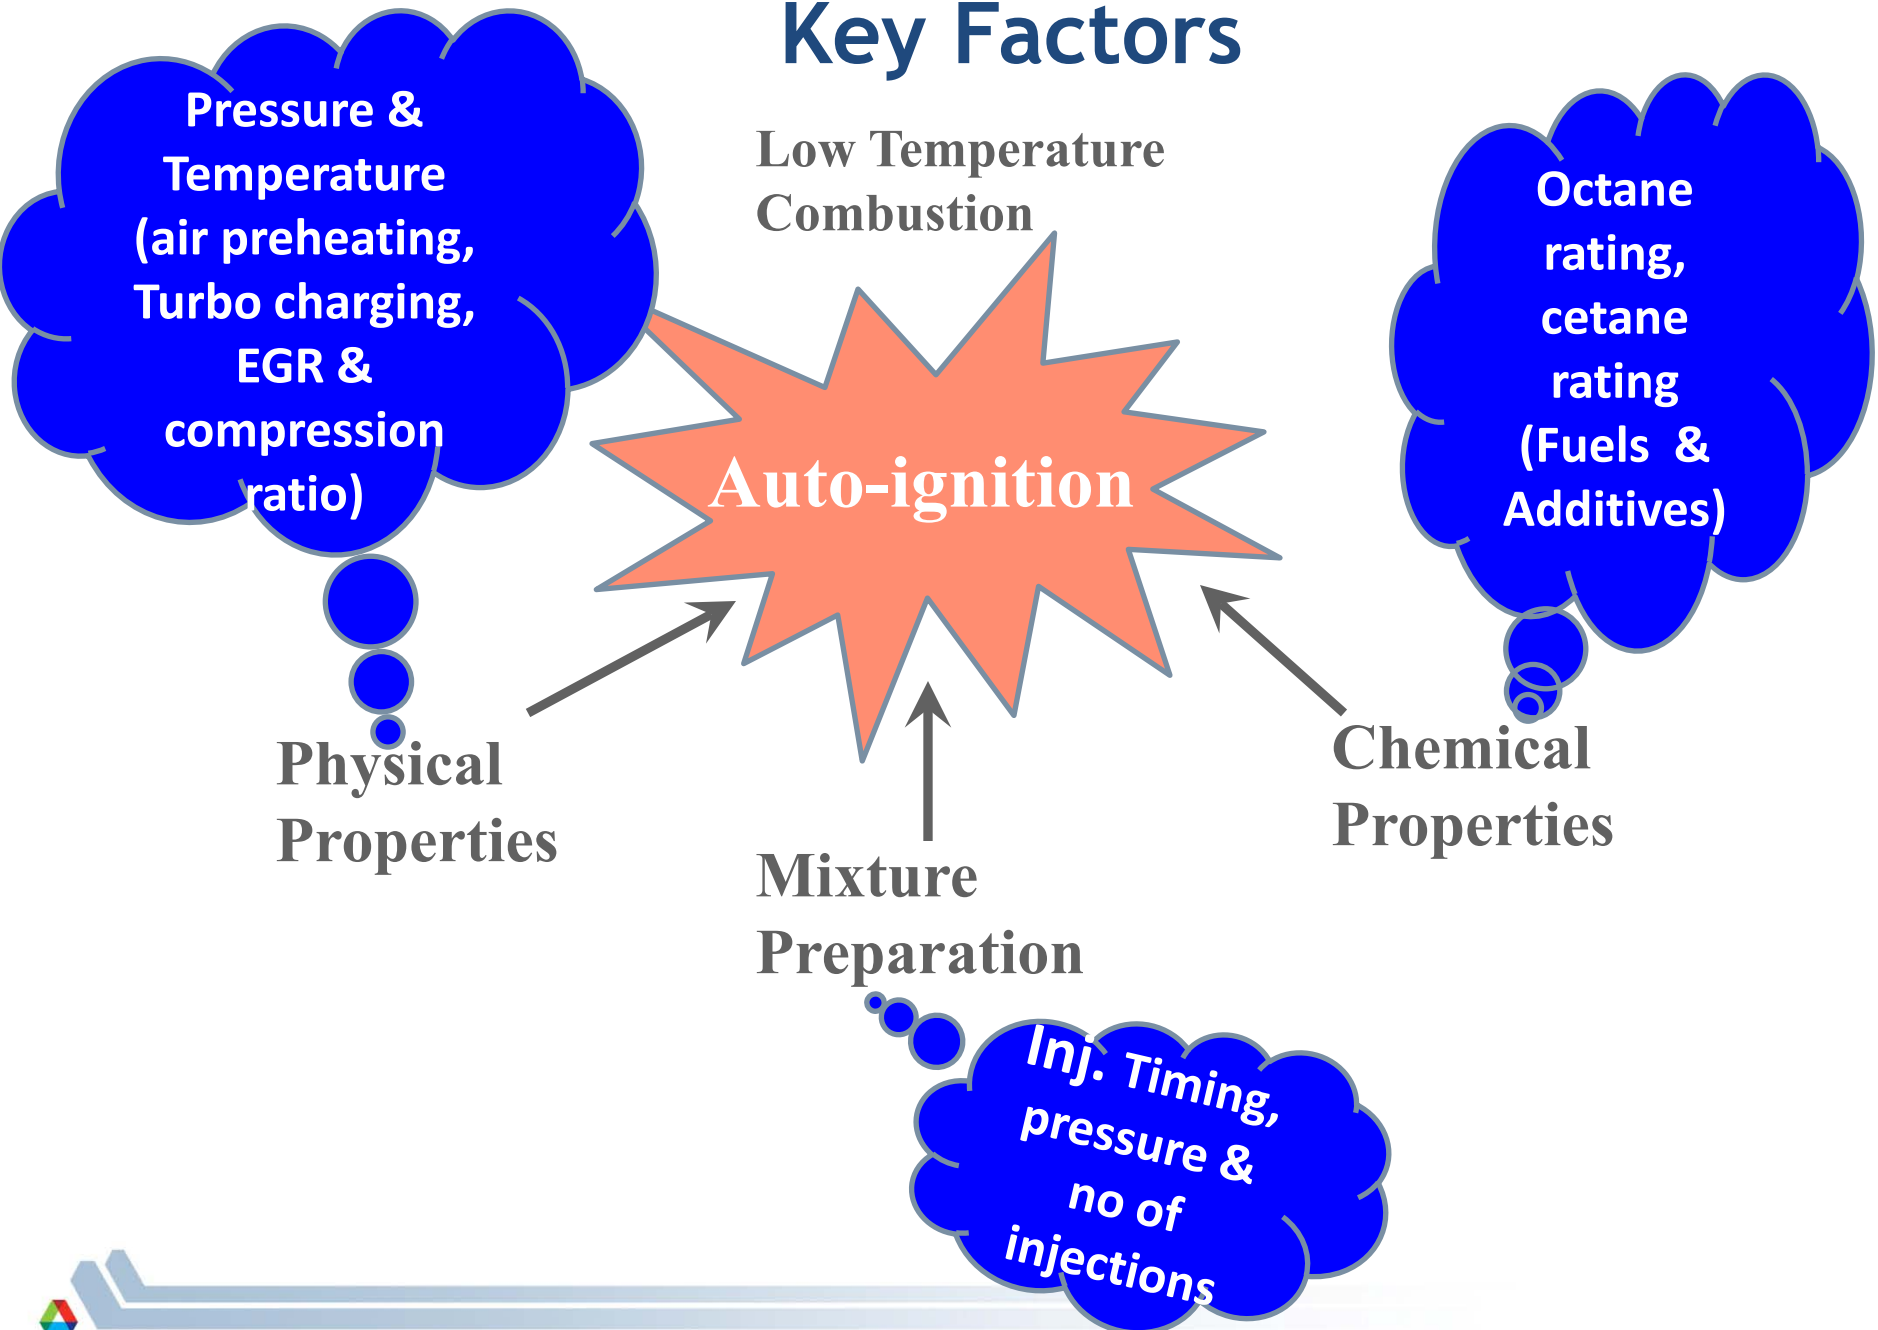 Key Factors
Pressure &
Temperature
(air preheating,
Turbo charging,
EGR &
compression
ratio)
Low Temperature
Combustion
Octane
rating,
cetane
rating
(Fuels & 
Additives)
Auto-ignition
Physical
Properties
Chemical
Properties
Mixture
Preparation
Inj. Timing,
pressure &
no of
injections